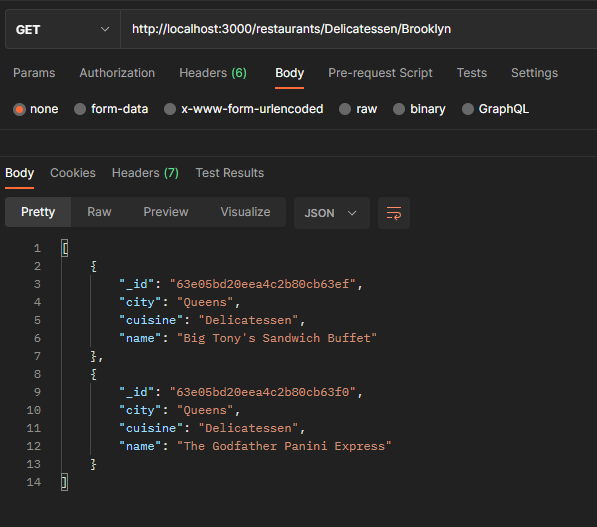 GET http://localhost:3000/restaurants/Delicatessen/Brooklyn
Params Authorization Headers (6) Body Pre-request Script Tests Settings
none form-data x-www-form-urlencoded raw binary GraphQL
Body Cookies Headers (7) Test Results
Pretty Raw Preview Visualize JSON
1 [
2 {
3 "_id": "63e05bd20eea4c2b80cb63ef",
4 "city": "Queens",
5 "cuisine": "Delicatessen",
6 "name": "Big Tony's Sandwich Buffet"
7 },
8 {
9 "_id": "63e05bd20eea4c2b80cb63f0",
10 "city": "Queens",
11 "cuisine": "Delicatessen",
12 "name": "The Godfather Panini Express"
13 }
14 ]